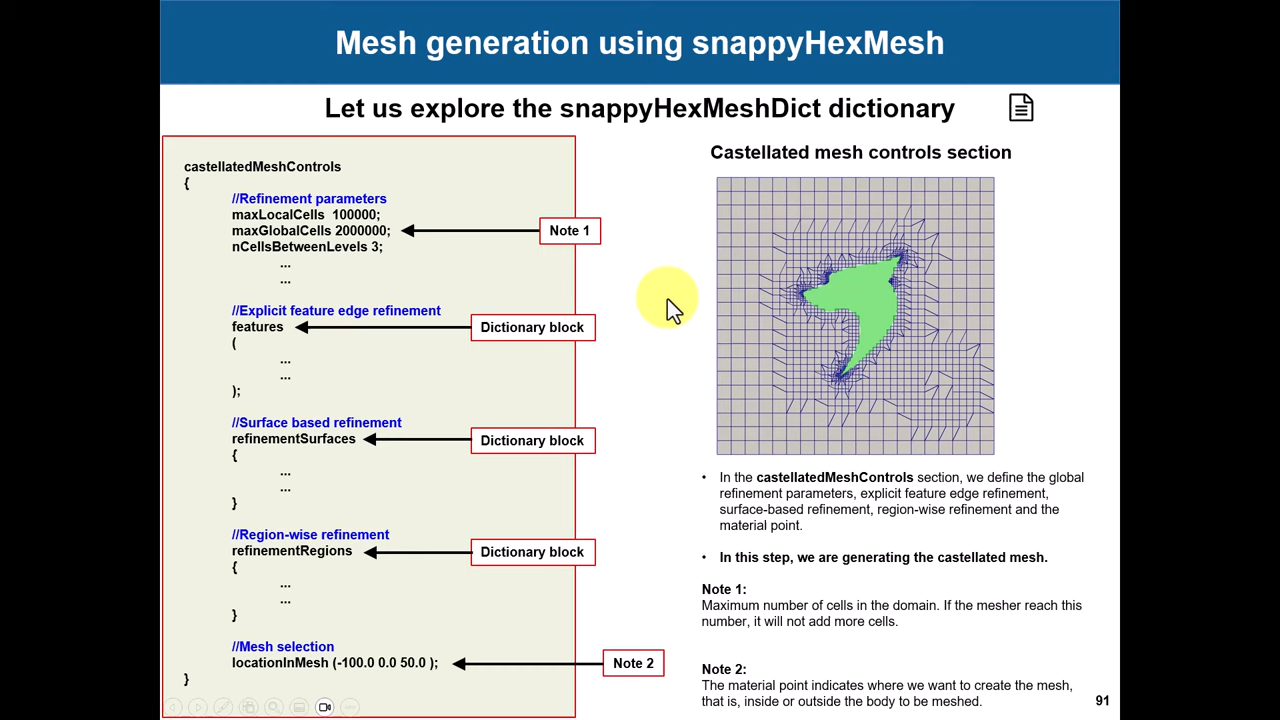 Mesh generation using snappyHexMesh
Let us explore the snappyHexMeshDict dictionary
castellatedMeshControls
{
//Refinement parameters
maxLocalCells 100000;
maxGlobalCells 2000000;
nCellsBetweenLevels 3;
...
...
Note 1
//Explicit feature edge refinement
features
(
...
...
);
Dictionary block
//Surface based refinement
refinementSurfaces
{
...
...
}
Dictionary block
//Region-wise refinement
refinementRegions
{
...
...
}
Dictionary block
//Mesh selection
locationInMesh (-100.0 0.0 50.0 );
}
Note 2
Castellated mesh controls section
• In the castellatedMeshControls section, we define the global
refinement parameters, explicit feature edge refinement,
surface-based refinement, region-wise refinement and the
material point.
• In this step, we are generating the castellated mesh.
Note 1:
Maximum number of cells in the domain. If the mesher reach this
number, it will not add more cells.
Note 2:
The material point indicates where we want to create the mesh,
that is, inside or outside the body to be meshed.
91